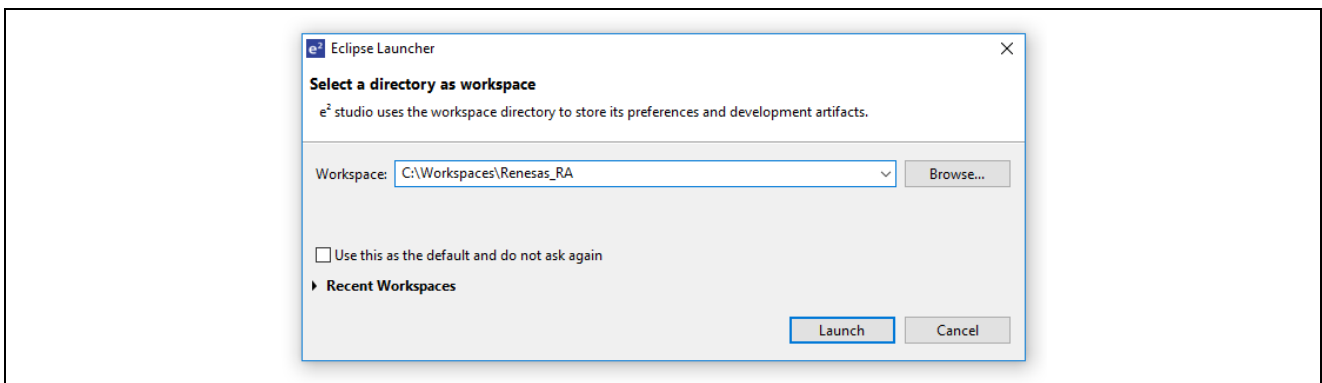 e² Eclipse Launcher
Select a directory as workspace
e² studio uses the workspace directory to store its preferences and development artifacts.
Workspace: C:\Workspaces\Renesas_RA Browse...
Use this as the default and do not ask again
Recent Workspaces
Launch Cancel